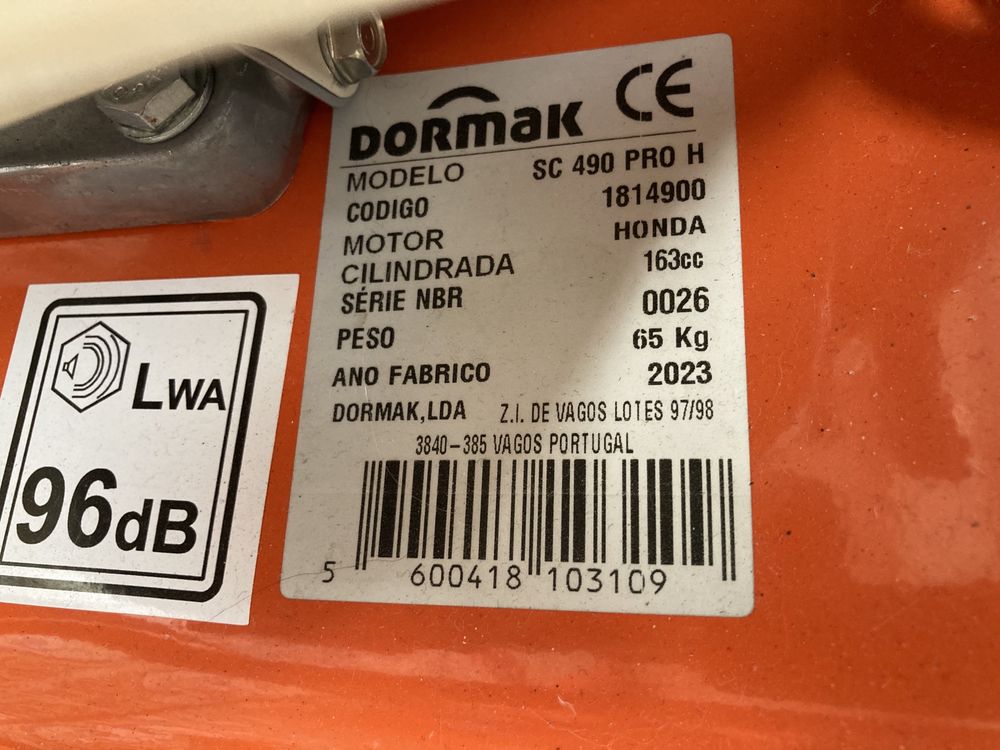 DORMAK CE
MODELO SC 490 PRO H
CODIGO 1814900
MOTOR HONDA
CILINDRADA 163cc
SÉRIE NBR 0026
PESO 65 Kg
ANO FABRICO 2023
DORMAK,LDA Z.I. DE VAGOS LOTES 97/98
3840-385 VAGOS PORTUGAL
5 600418 103109
LWA
96dB